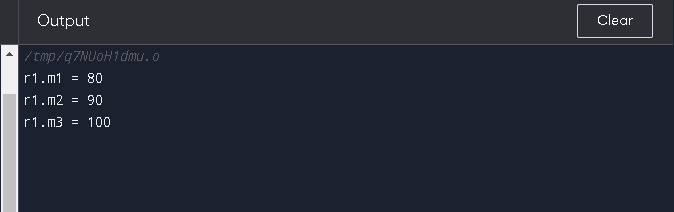 Output
Clear
/tmp/q7NUoH1dmu.o
r1.m1 = 80
r1.m2 = 90
r1.m3 = 100